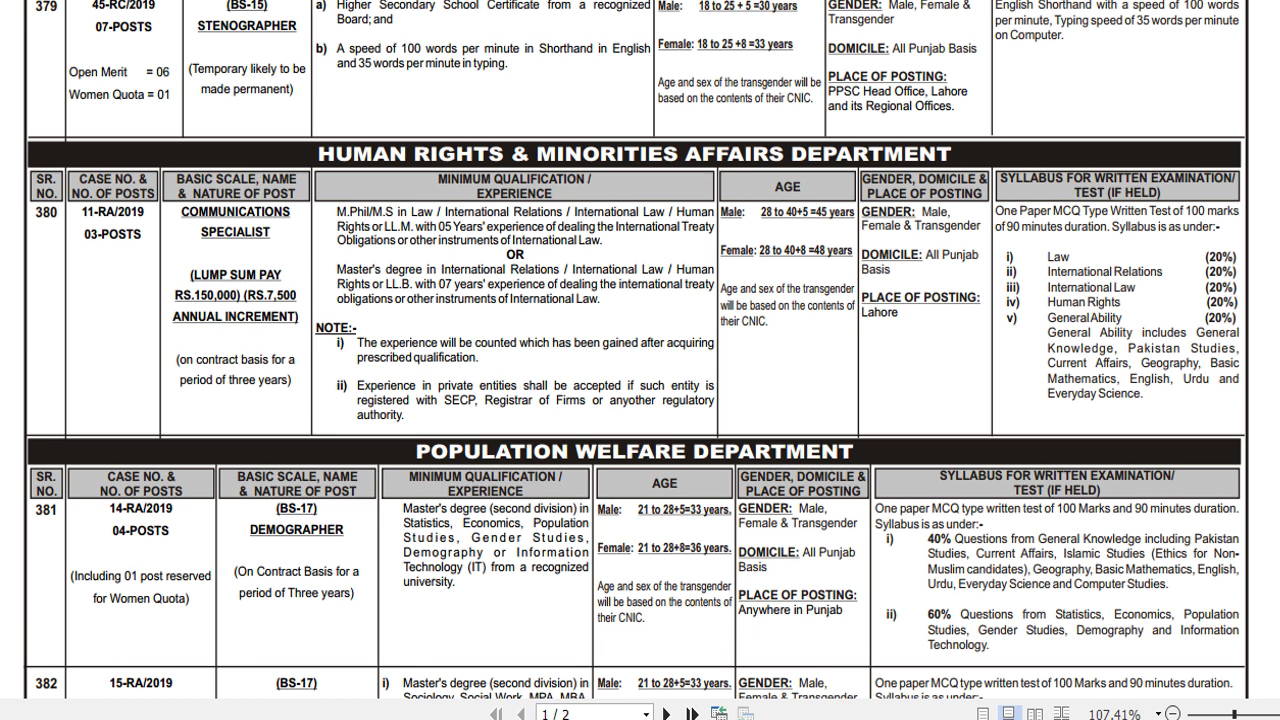 379
45-RC/2019
07-POSTS
Open Merit = 06
Women Quota = 01
(BS-15)
STENOGRAPHER
(Temporary likely to be
made permanent)
a) Higher Secondary School Certificate from a recognized
Board; and
b) A speed of 100 words per minute in Shorthand in English
and 35 words per minute in typing.
Male: 18 to 25 + 5 =30 years
Female: 18 to 25 +8 =33 years
Age and sex of the transgender will be
based on the contents of their CNIC.
GENDER: Male, Female &
Transgender
DOMICILE: All Punjab Basis
PLACE OF POSTING:
PPSC Head Office, Lahore
and its Regional Offices.
English Shorthand with a speed of 100 words
per minute, Typing speed of 35 words per minute
on Computer.
HUMAN RIGHTS & MINORITIES AFFAIRS DEPARTMENT
SR.
NO.
CASE NO. &
NO. OF POSTS
BASIC SCALE, NAME
& NATURE OF POST
MINIMUM QUALIFICATION /
EXPERIENCE
AGE
GENDER, DOMICILE &
PLACE OF POSTING
SYLLABUS FOR WRITTEN EXAMINATION/
TEST (IF HELD)
380
11-RA/2019
03-POSTS
COMMUNICATIONS
SPECIALIST
(LUMP SUM PAY
RS.150,000) (RS.7,500
ANNUAL INCREMENT)
(on contract basis for a
period of three years)
M.Phil/M.S in Law / International Relations / International Law / Human
Rights or LL.M. with 05 Years' experience of dealing the International Treaty
Obligations or other instruments of International Law.
OR
Master's degree in International Relations / International Law / Human
Rights or LL.B. with 07 years' experience of dealing the international treaty
obligations or other instruments of International Law.
NOTE:-
i) The experience will be counted which has been gained after acquiring
prescribed qualification.
ii) Experience in private entities shall be accepted if such entity is
registered with SECP, Registrar of Firms or anyother regulatory
authority.
Male: 28 to 40+5 =45 years
Female: 28 to 40+8 =48 years
Age and sex of the transgender
will be based on the contents of
their CNIC.
GENDER: Male,
Female & Transgender
DOMICILE: All Punjab
Basis
PLACE OF POSTING:
Lahore
One Paper MCQ Type Written Test of 100 marks
of 90 minutes duration. Syllabus is as under:-
i) Law (20%)
ii) International Relations (20%)
iii) International Law (20%)
iv) Human Rights (20%)
v) General Ability (20%)
General Ability includes General
Knowledge, Pakistan Studies,
Current Affairs, Geography, Basic
Mathematics, English, Urdu and
Everyday Science.
POPULATION WELFARE DEPARTMENT
SR.
NO.
CASE NO. &
NO. OF POSTS
BASIC SCALE, NAME
& NATURE OF POST
MINIMUM QUALIFICATION /
EXPERIENCE
AGE
GENDER, DOMICILE &
PLACE OF POSTING
SYLLABUS FOR WRITTEN EXAMINATION/
TEST (IF HELD)
381
14-RA/2019
04-POSTS
(Including 01 post reserved
for Women Quota)
(BS-17)
DEMOGRAPHER
(On Contract Basis for a
period of Three years)
Master's degree (second division) in
Statistics, Economics, Population
Studies, Gender Studies,
Demography or Information
Technology (IT) from a recognized
university.
Male: 21 to 28+5=33 years.
Female: 21 to 28+8=36 years.
Age and sex of the transgender
will be based on the contents of
their CNIC.
GENDER: Male,
Female & Transgender
DOMICILE: All Punjab
Basis
PLACE OF POSTING:
Anywhere in Punjab
One paper MCQ type written test of 100 Marks and 90 minutes duration.
Syllabus is as under:-
i) 40% Questions from General Knowledge including Pakistan
Studies, Current Affairs, Islamic Studies (Ethics for Non-
Muslim candidates), Geography, Basic Mathematics, English,
Urdu, Everyday Science and Computer Studies.
ii) 60% Questions from Statistics, Economics, Population
Studies, Gender Studies, Demography and Information
Technology.
382
15-RA/2019
(BS-17)
i) Master's degree (second division) in
Sociology, Social Work, MPA, MBA
Male: 21 to 28+5=33 years.
GENDER: Male,
Female & Transgender
One paper MCQ type written test of 100 Marks and 90 minutes duration.
Syllabus is as under:-
1 / 2
107.41%